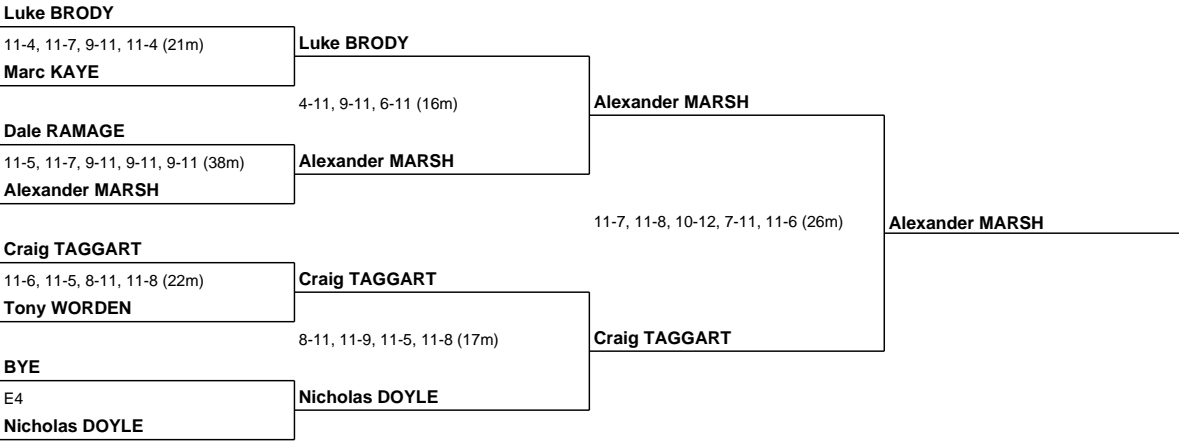 Luke BRODY
11-4, 11-7, 9-11, 11-4 (21m)
Luke BRODY
Marc KAYE
4-11, 9-11, 6-11 (16m)
Alexander MARSH
Dale RAMAGE
11-5, 11-7, 9-11, 9-11, 9-11 (38m)
Alexander MARSH
Alexander MARSH
11-7, 11-8, 10-12, 7-11, 11-6 (26m)
Alexander MARSH
Craig TAGGART
11-6, 11-5, 8-11, 11-8 (22m)
Craig TAGGART
Tony WORDEN
8-11, 11-9, 11-5, 11-8 (17m)
Craig TAGGART
BYE
E4
Nicholas DOYLE
Nicholas DOYLE